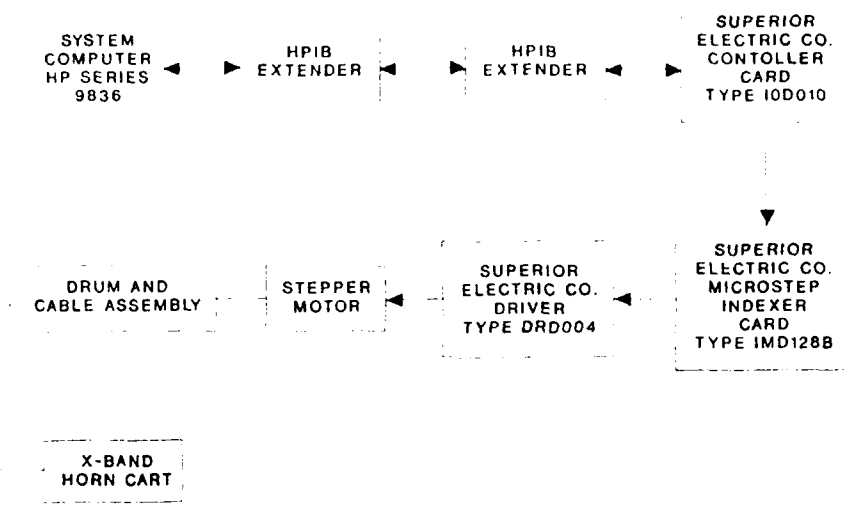 SYSTEM
COMPUTER
HP SERIES
9836
HPIB
EXTENDER
HPIB
EXTENDER
SUPERIOR
ELECTRIC CO.
CONTOLLER
CARD
TYPE IOD010
DRUM AND
CABLE ASSEMBLY
STEPPER
MOTOR
SUPERIOR
ELECTRIC CO.
DRIVER
TYPE DRD004
SUPERIOR
ELECTRIC CO.
MICROSTEP
INDEXER
CARD
TYPE IMD128B
X-BAND
HORN CART